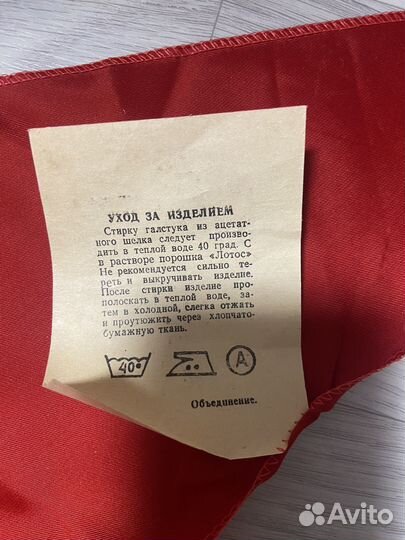 УХОД ЗА ИЗДЕЛИЕМ
Стирку галстука из ацетат-
ного шелка следует произво-
дить в теплой воде 40 град. С
в растворе порошка «Лотос»
Не рекомендуется сильно те-
реть и выкручивать изделие.
После стирки изделие про-
полоскать в теплой воде, за-
тем в холодной, слегка отжать
и проутюжить через хлопчато-
бумажную ткань.
40° A
Объединение.
Avito